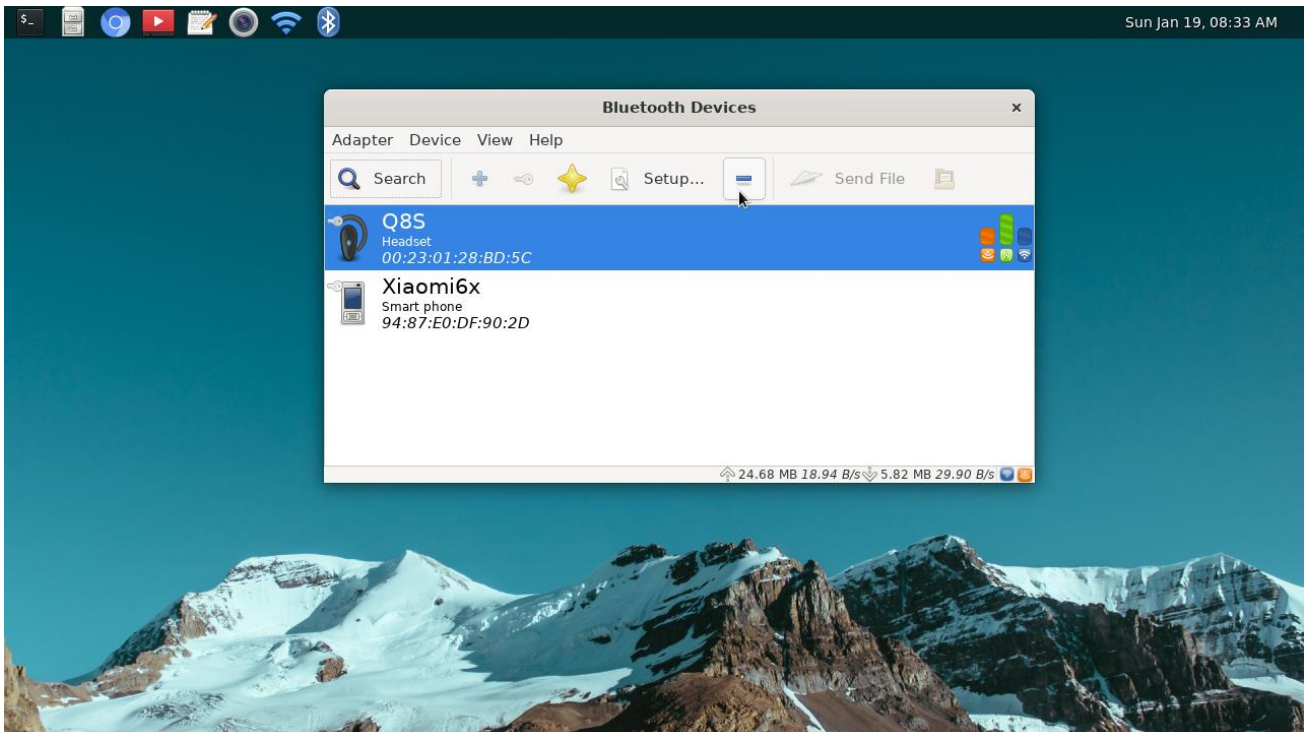 $_
Sun Jan 19, 08:33 AM
Bluetooth Devices
Adapter Device View Help
Search Setup... Send File
Q8S
Headset
00:23:01:28:BD:5C
Xiaomi6x
Smart phone
94:87:E0:DF:90:2D
24.68 MB 18.94 B/s 5.82 MB 29.90 B/s